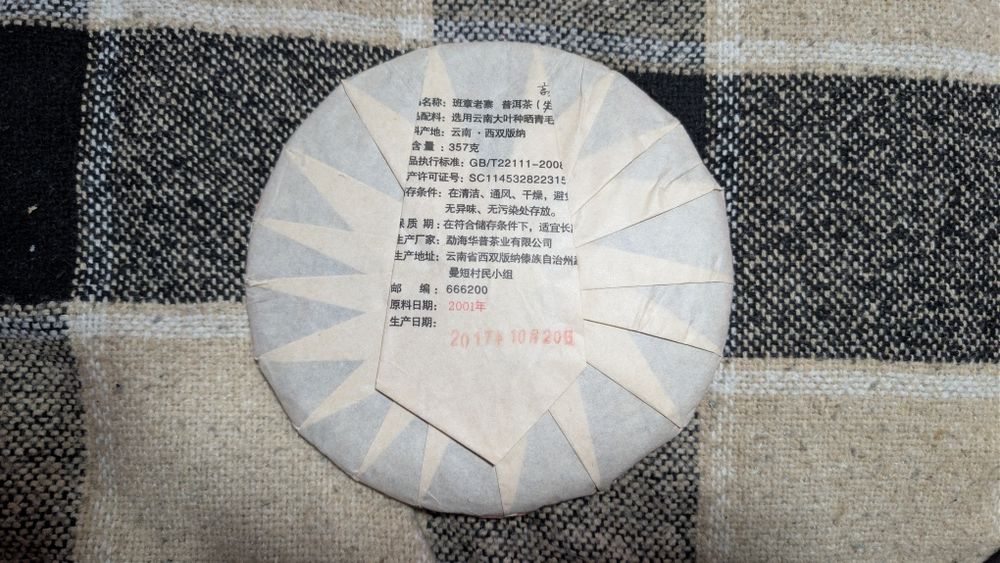 名称：班章老寨 普洱茶（生
配料：选用云南大叶种晒青毛
料产地：云南·西双版纳
含量：357克
品执行标准：GB/T22111-2008
产许可证号：SC114532822315
存条件：在清洁、通风、干燥，避免
无异味、无污染处存放。
保质期：在符合储存条件下，适宜长
生产厂家：勐海华普茶业有限公司
生产地址：云南省西双版纳傣族自治州
曼短村民小组
邮 编：666200
原料日期：2001年
生产日期：
2017年10月20日